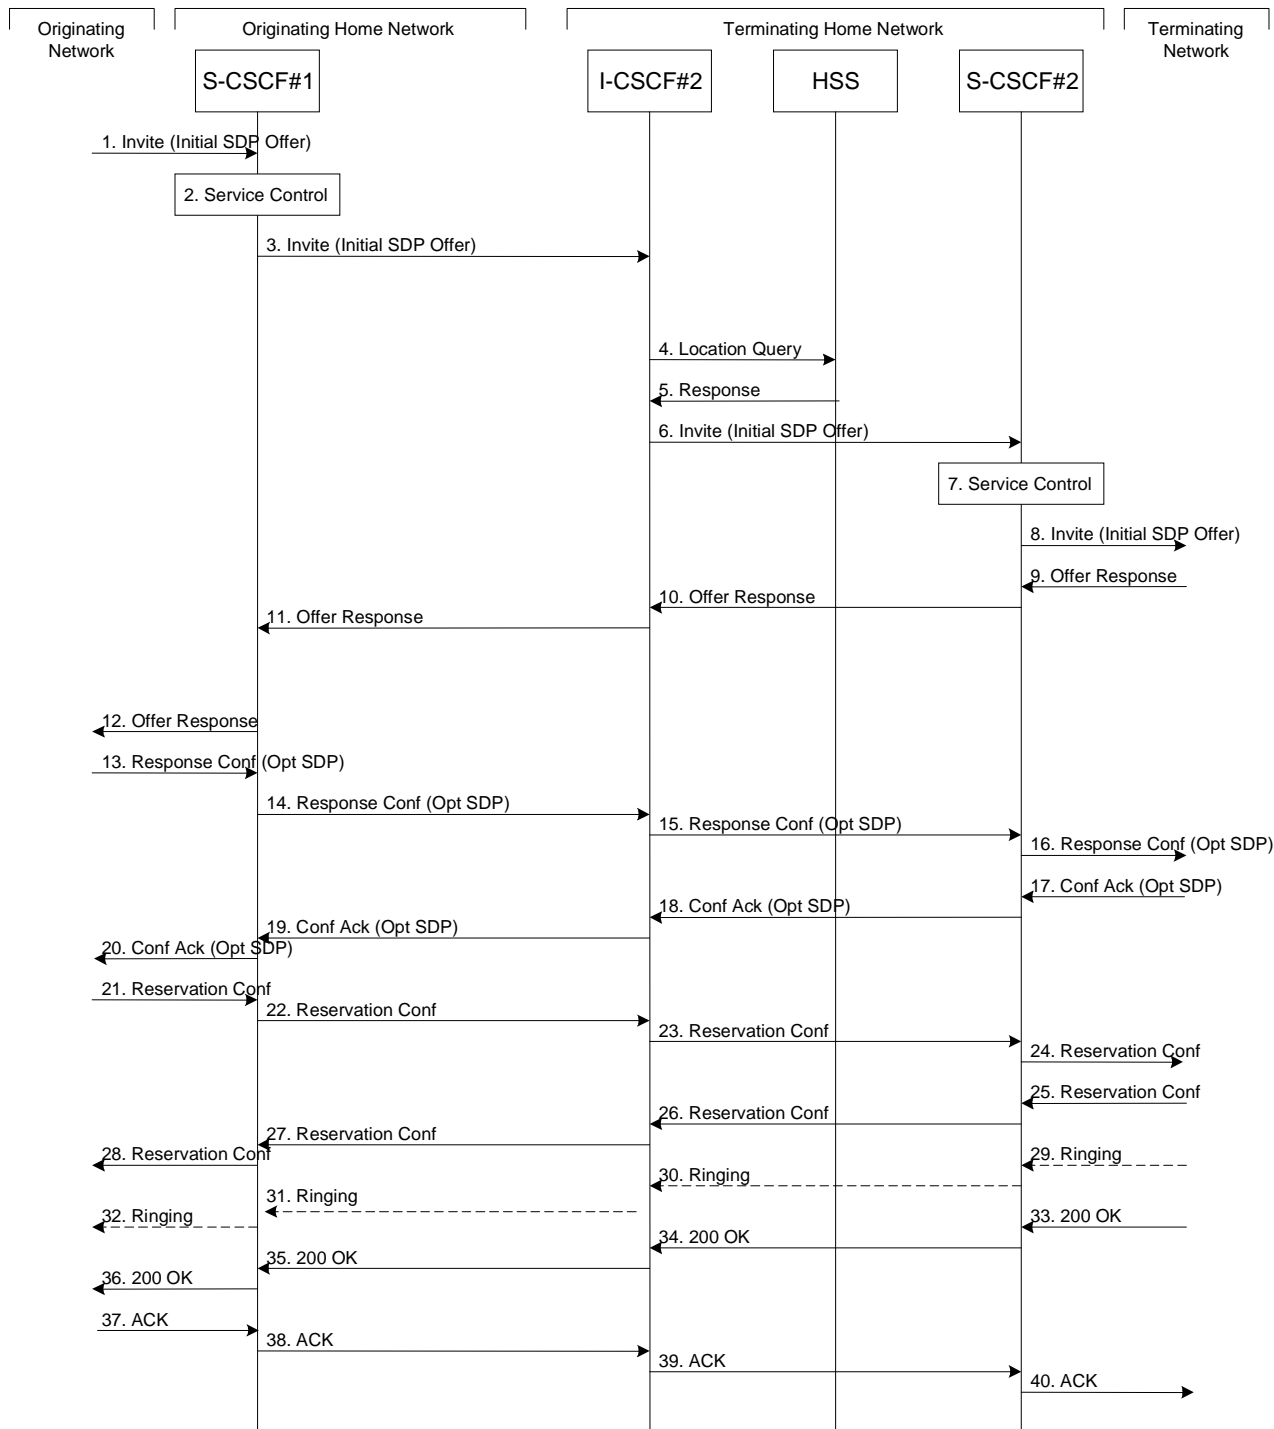 Originating
Network
Originating Home Network
Terminating Home Network
Terminating
Network
S-CSCF#1
I-CSCF#2
HSS
S-CSCF#2
1. Invite (Initial SDP Offer)
2. Service Control
3. Invite (Initial SDP Offer)
4. Location Query
5. Response
6. Invite (Initial SDP Offer)
7. Service Control
8. Invite (Initial SDP Offer)
9. Offer Response
10. Offer Response
11. Offer Response
12. Offer Response
13. Response Conf (Opt SDP)
14. Response Conf (Opt SDP)
15. Response Conf (Opt SDP)
16. Response Conf (Opt SDP)
17. Conf Ack (Opt SDP)
18. Conf Ack (Opt SDP)
19. Conf Ack (Opt SDP)
20. Conf Ack (Opt SDP)
21. Reservation Conf
22. Reservation Conf
23. Reservation Conf
24. Reservation Conf
25. Reservation Conf
26. Reservation Conf
27. Reservation Conf
28. Reservation Conf
29. Ringing
30. Ringing
31. Ringing
32. Ringing
33. 200 OK
34. 200 OK
35. 200 OK
36. 200 OK
37. ACK
38. ACK
39. ACK
40. ACK